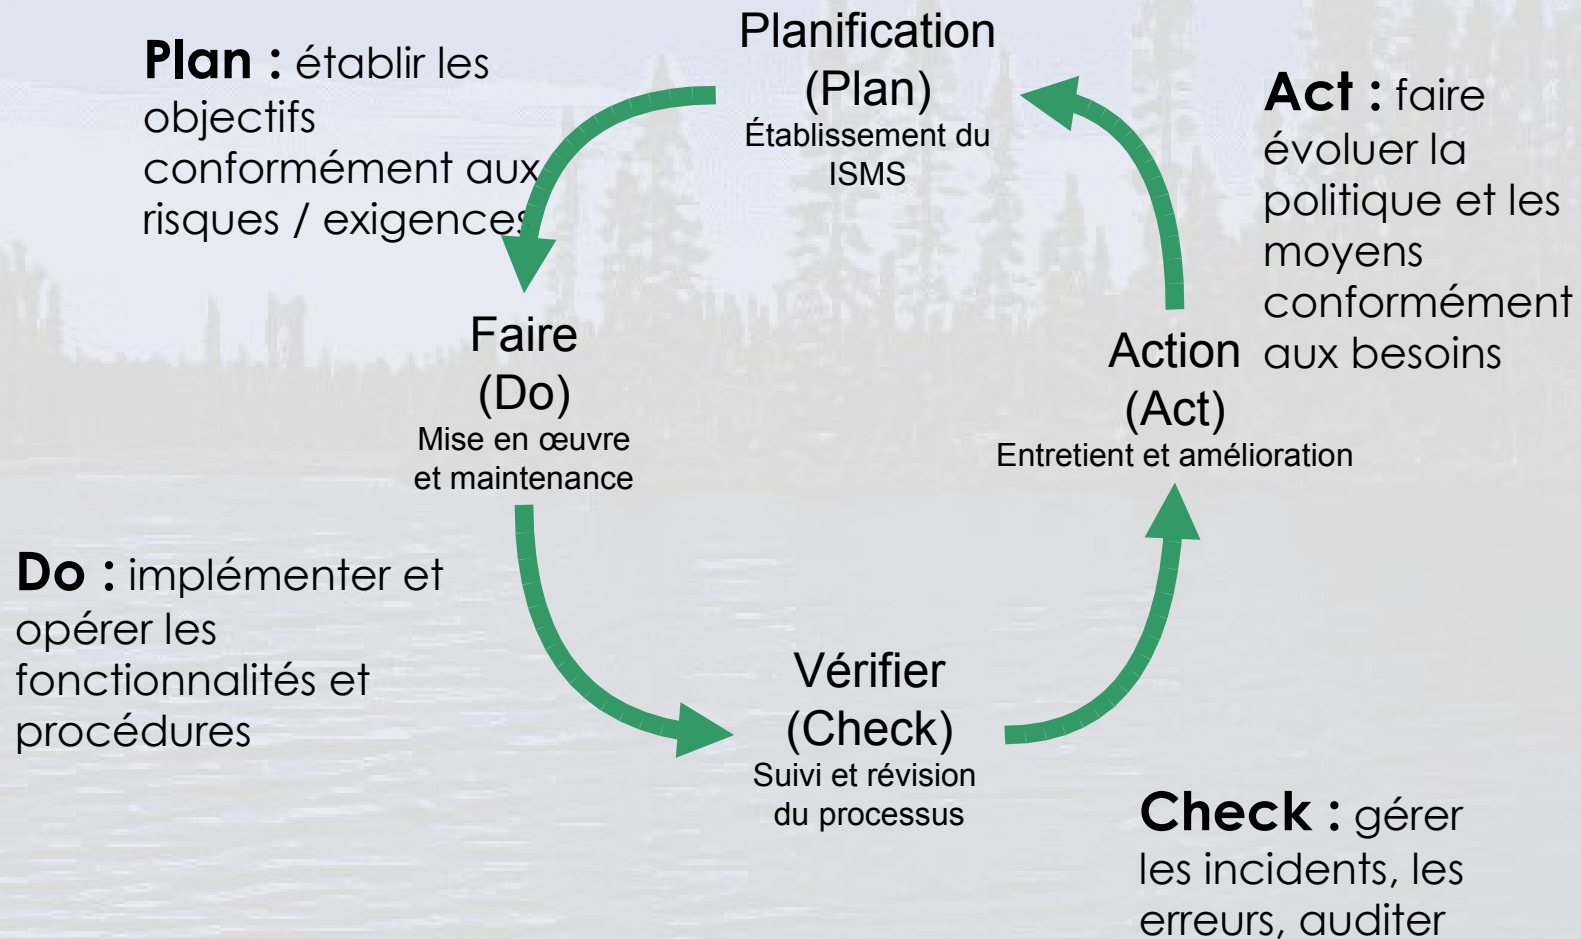 Plan : établir les
objectifs
conformément aux
risques / exigences
Planification
(Plan)
Établissement du
ISMS
Act : faire
évoluer la
politique et les
moyens
conformément
aux besoins
Faire
(Do)
Mise en œuvre
et maintenance
Action
(Act)
Entretient et amélioration
Do : implémenter et
opérer les
fonctionnalités et
procédures
Vérifier
(Check)
Suivi et révision
du processus
Check : gérer
les incidents, les
erreurs, auditer